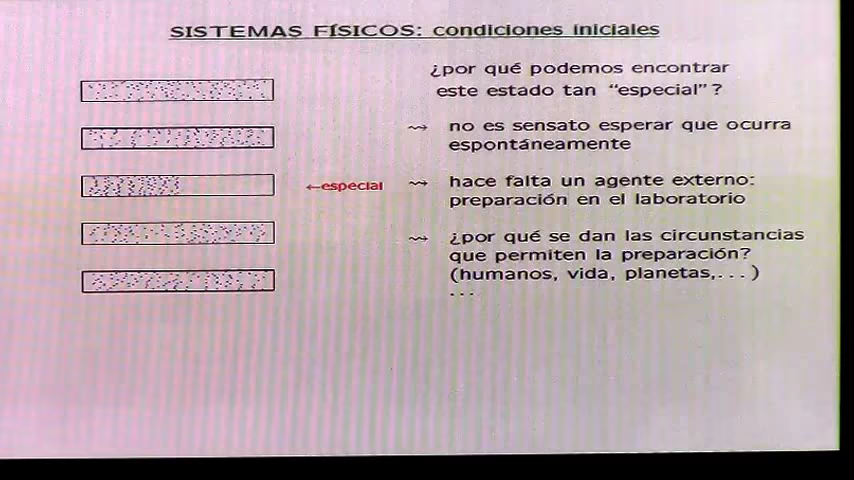 SISTEMAS FÍSICOS: condiciones iniciales
¿por qué podemos encontrar
este estado tan “especial”?
⇝ no es sensato esperar que ocurra
espontáneamente
←especial ⇝ hace falta un agente externo:
preparación en el laboratorio
⇝ ¿por qué se dan las circunstancias
que permiten la preparación?
(humanos, vida, planetas,...)
...